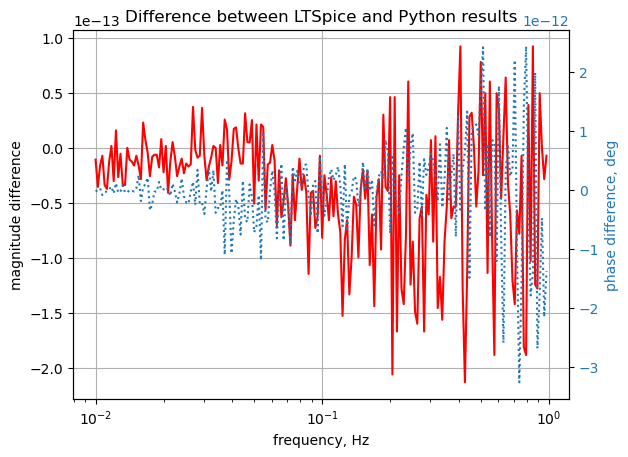 Difference between LTSpice and Python results
1e−13
1e−12
1.0
0.5
0.0
−0.5
−1.0
−1.5
−2.0
magnitude difference
2
1
0
−1
−2
−3
phase difference, deg
10⁻²
10⁻¹
10⁰
frequency, Hz